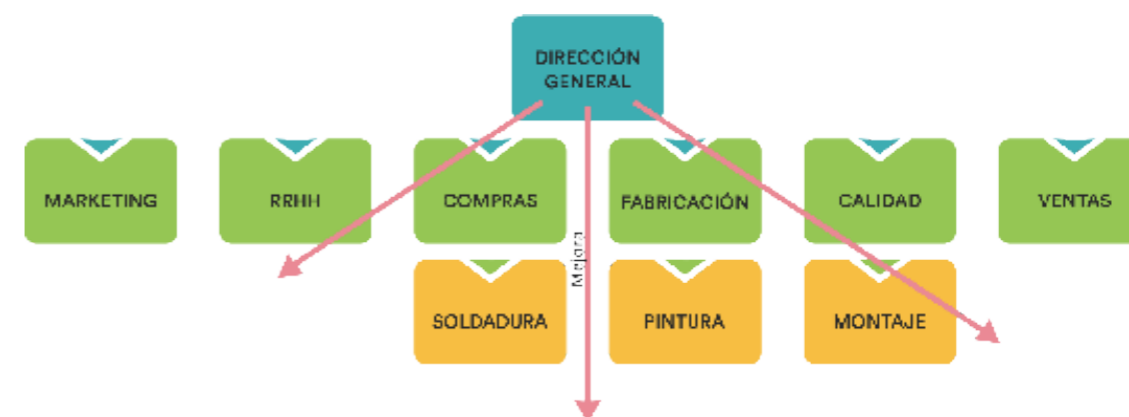 DIRECCIÓN
GENERAL
MARKETING
RRHH
COMPRAS
FABRICACIÓN
CALIDAD
VENTAS
Mejora
SOLDADURA
PINTURA
MONTAJE